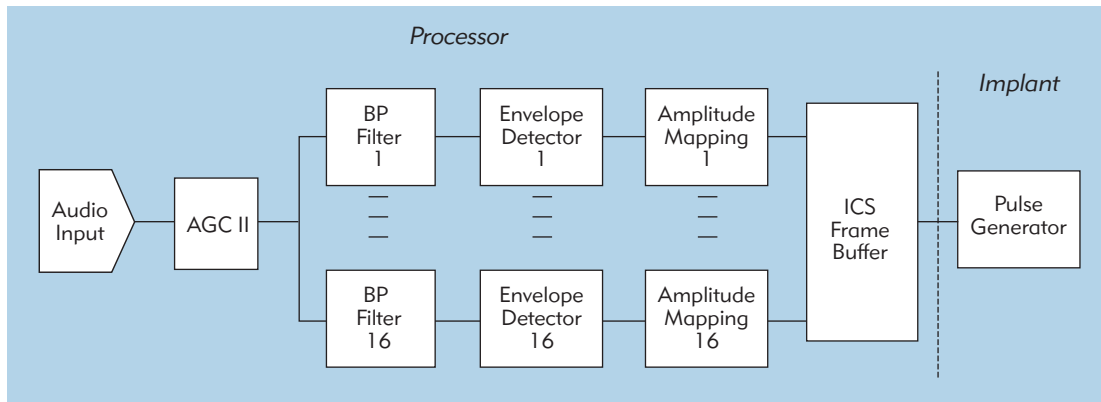 Processor
Implant
Audio
Input
AGC II
BP
Filter
1
Envelope
Detector
1
Amplitude
Mapping
1
BP
Filter
16
Envelope
Detector
16
Amplitude
Mapping
16
ICS
Frame
Buffer
Pulse
Generator